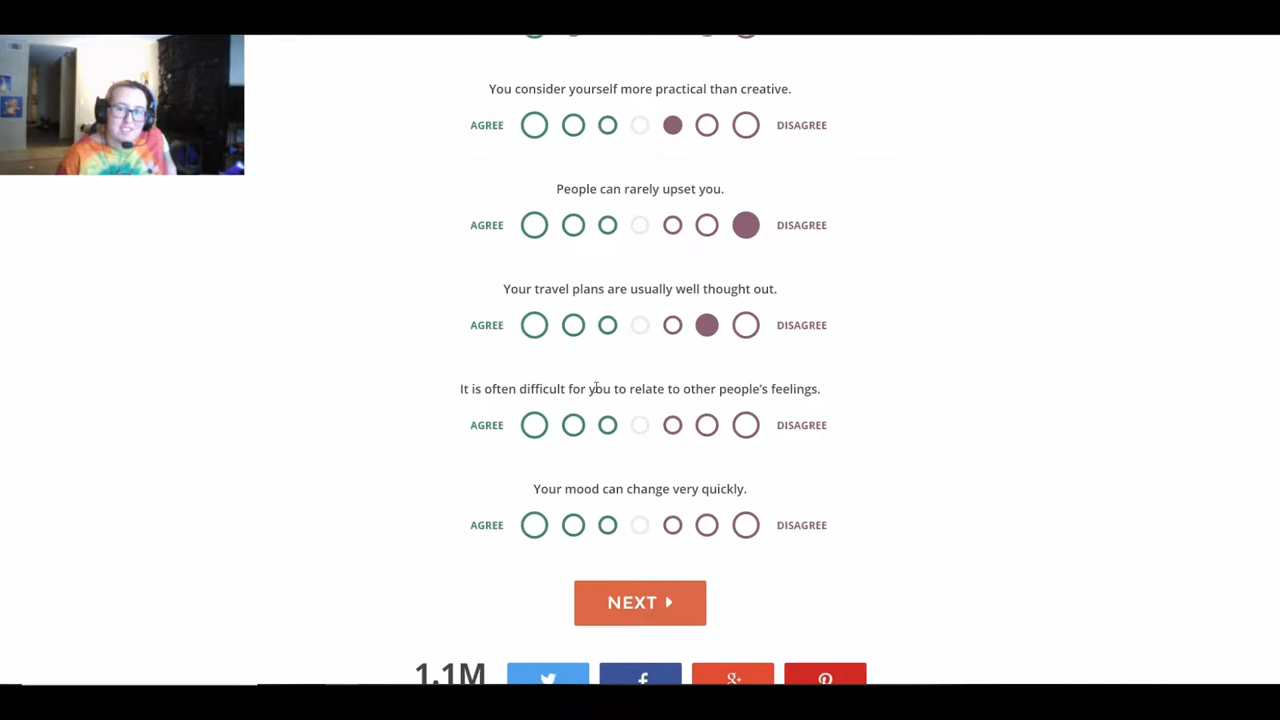 You consider yourself more practical than creative.
AGREE DISAGREE
People can rarely upset you.
AGREE DISAGREE
Your travel plans are usually well thought out.
AGREE DISAGREE
It is often difficult for you to relate to other people's feelings.
AGREE DISAGREE
Your mood can change very quickly.
AGREE DISAGREE
NEXT
1.1M